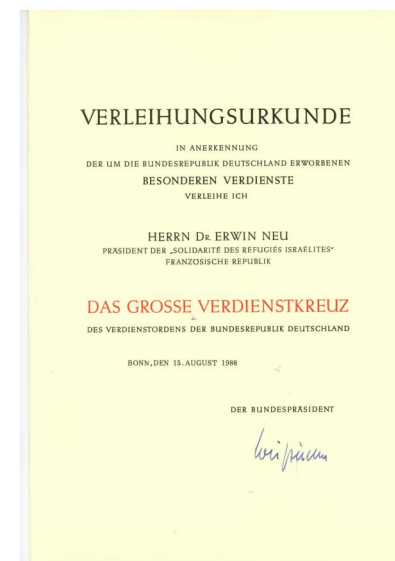 VERLEIHUNGSURKUNDE
IN ANERKENNUNG
DER UM DIE BUNDESREPUBLIK DEUTSCHLAND ERWORBENEN
BESONDEREN VERDIENSTE
VERLEIHE ICH
HERRN DR. ERWIN NEU
PRÄSIDENT DER „SOLIDARITÉ DES RÉFUGIÉS ISRAÉLITES“
FRANZÖSISCHE REPUBLIK
DAS GROSSE VERDIENSTKREUZ
DES VERDIENSTORDENS DER BUNDESREPUBLIK DEUTSCHLAND
BONN, DEN 15. AUGUST 1988
DER BUNDESPRÄSIDENT